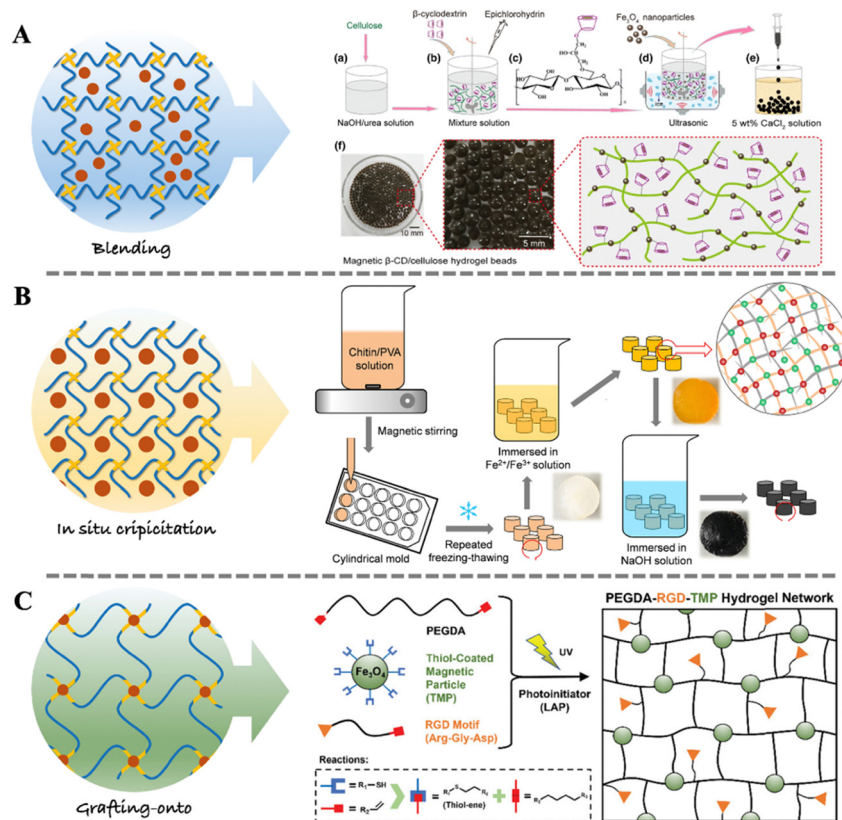 A
Cellulose
β-cyclodextrin
Epichlorohydrin
Fe₃O₄ nanoparticles
(a)
(b)
(c)
(d)
(e)
NaOH/urea solution
Mixture solution
Ultrasonic
5 wt% CaCl₂ solution
(f)
10 mm
5 mm
Magnetic β-CD/cellulose hydrogel beads
Blending
B
Chitin/PVA
solution
Magnetic stirring
Cylindrical mold
Repeated
freezing-thawing
Immersed in
Fe²⁺/Fe³⁺ solution
Immersed in
NaOH solution
In situ cripicitation
C
PEGDA
Fe₃O₄
Thiol-Coated
Magnetic
Particle
(TMP)
RGD Motif
(Arg-Gly-Asp)
UV
Photoinitiator
(LAP)
PEGDA-RGD-TMP Hydrogel Network
Reactions:
= R₁—SH
= R₂
=
(Thiol-ene)
+
=
Grafting-onto